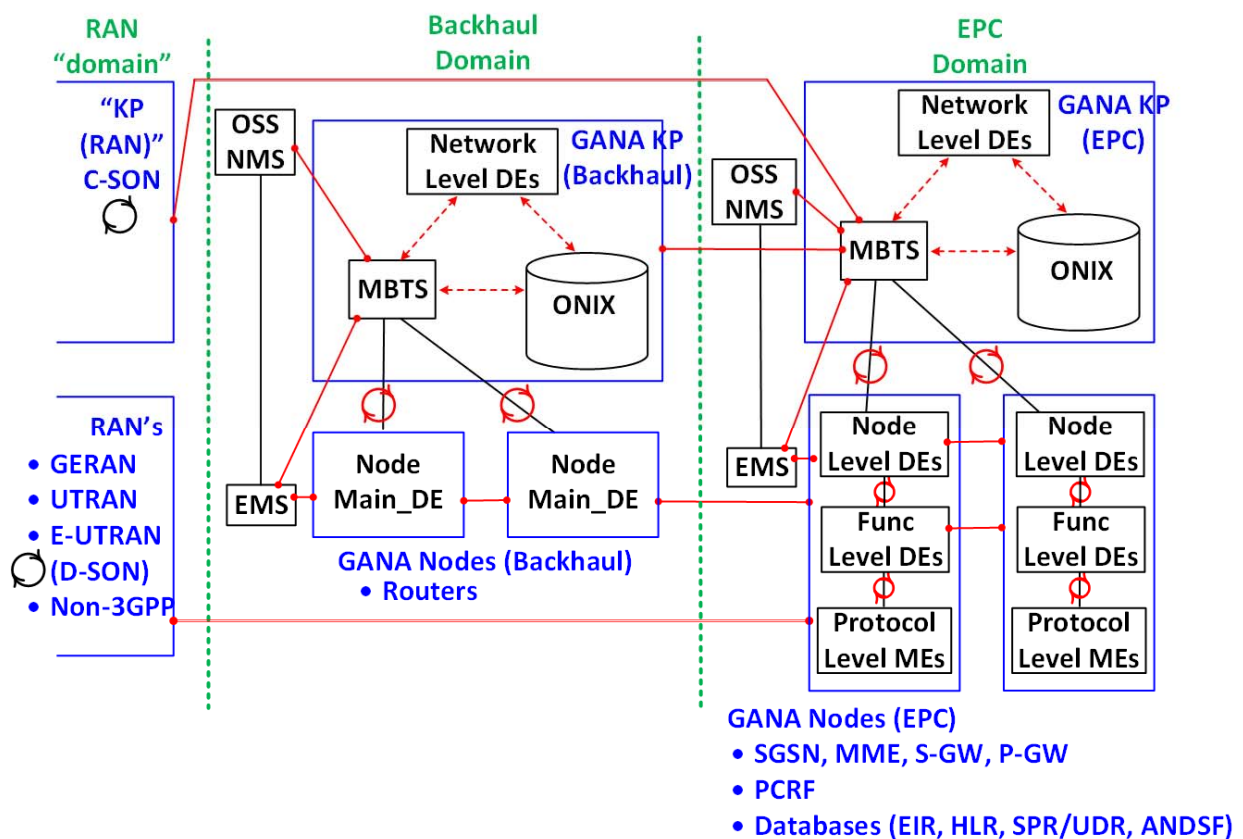 RAN
“domain”
Backhaul
Domain
EPC
Domain
“KP
(RAN)”
C-SON
OSS
NMS
Network
Level DEs
GANA KP
(Backhaul)
MBTS
ONIX
OSS
NMS
Network
Level DEs
GANA KP
(EPC)
MBTS
ONIX
RAN’s
• GERAN
• UTRAN
• E-UTRAN
(D-SON)
• Non-3GPP
EMS
Node
Main_DE
Node
Main_DE
GANA Nodes (Backhaul)
• Routers
EMS
Node
Level DEs
Func
Level DEs
Protocol
Level MEs
Node
Level DEs
Func
Level DEs
Protocol
Level MEs
GANA Nodes (EPC)
• SGSN, MME, S-GW, P-GW
• PCRF
• Databases (EIR, HLR, SPR/UDR, ANDSF)